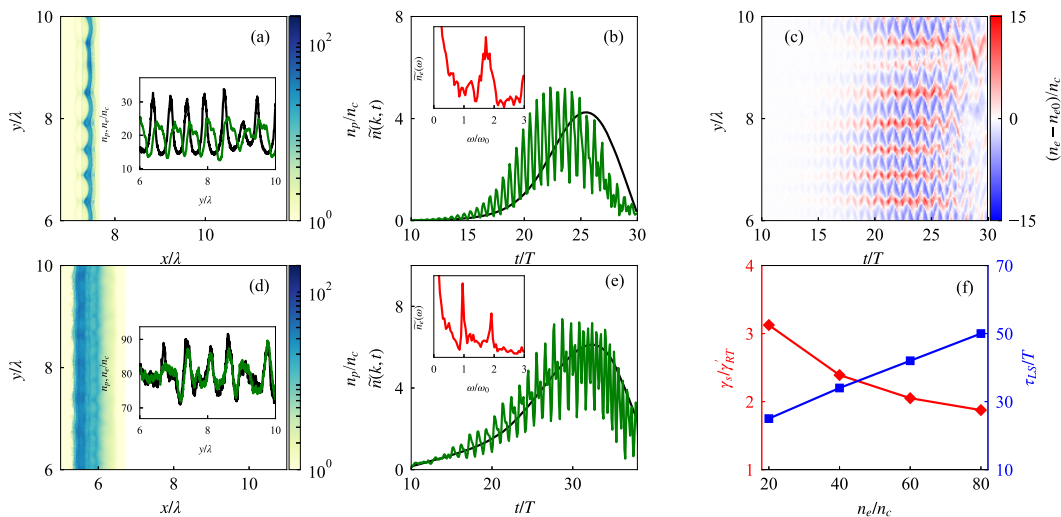 10
8
6
y/λ
(a)
8
10
x/λ
n_p, n_e/n_c
30
20
10
6
7
8
9
10
y/λ
10²
10⁰
n_p/n_c
8
4
0
ñ(k, t)
(b)
10
15
20
25
30
t/T
ñ_e(ω)
0
1
2
3
ω/ω₀
10
8
6
y/λ
(c)
10
15
20
25
30
t/T
15
0
−15
(n_e − n_e0)/n_c
10
8
6
y/λ
(d)
6
8
10
x/λ
n_p, n_e/n_c
90
80
70
6
7
8
9
10
y/λ
10²
10⁰
n_p/n_c
8
4
0
ñ(k, t)
(e)
10
20
30
t/T
ñ_e(ω)
0
1
2
3
ω/ω₀
4
3
2
1
γ_s/γ′_RT
(f)
20
40
60
80
n_e/n_c
70
50
30
10
τ_LS/T